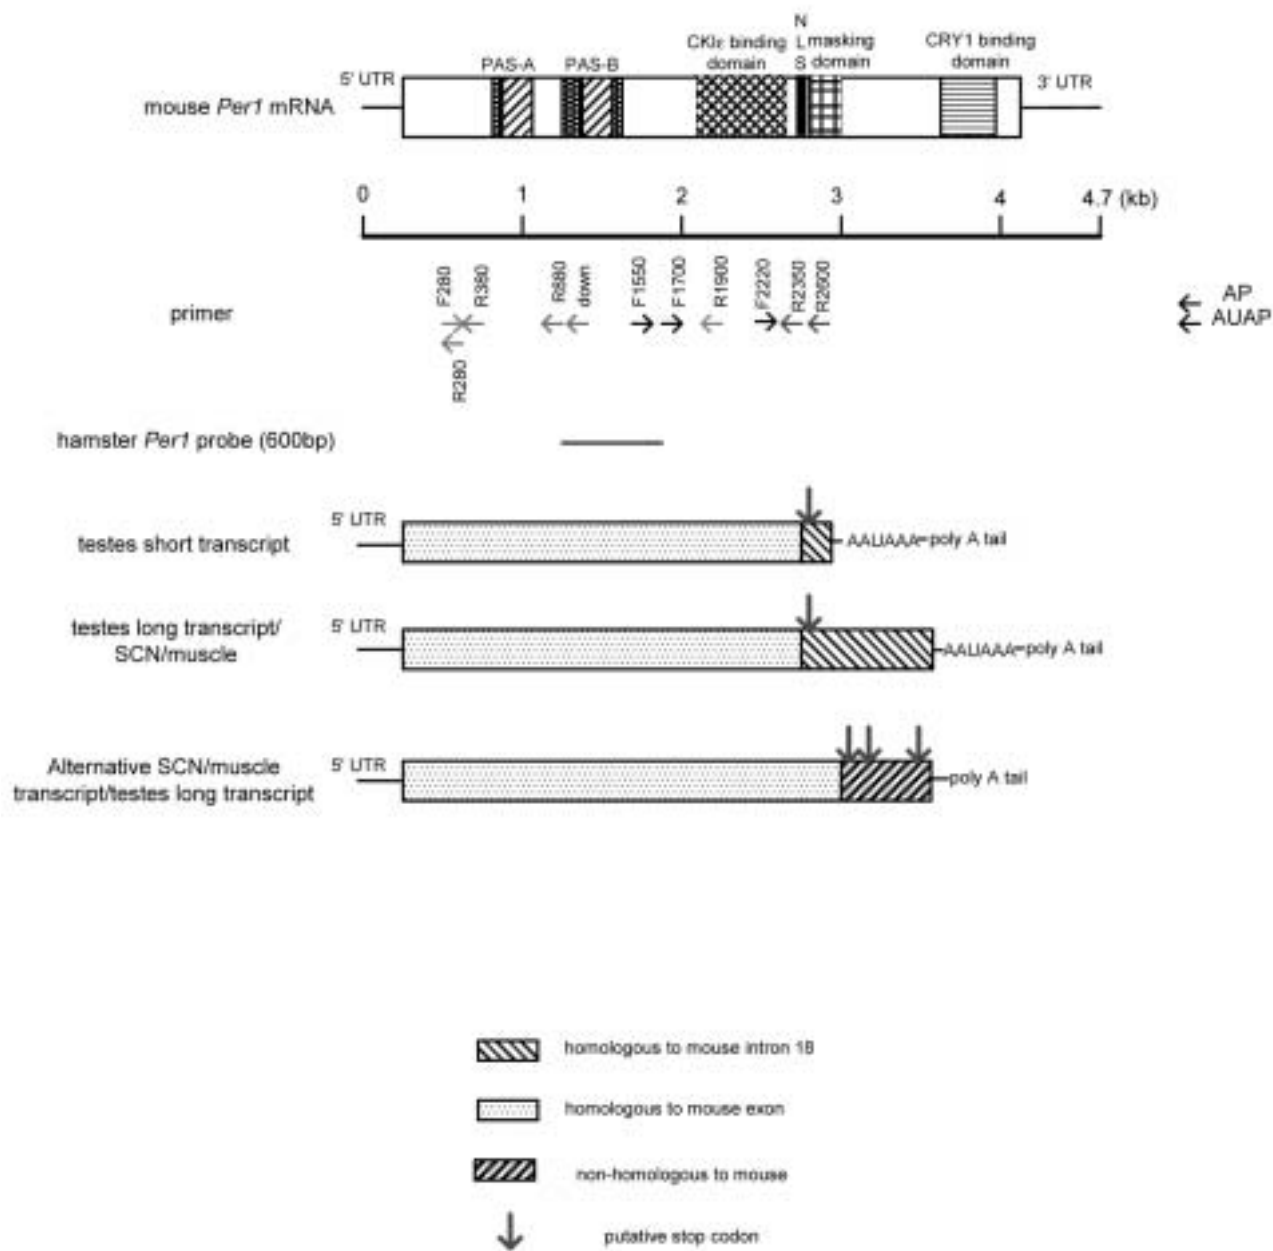 N
L
S
CKIε binding
domain
masking
domain
CRY1 binding
domain
PAS-A
PAS-B
5' UTR
3' UTR
mouse Per1 mRNA
0
1
2
3
4
4.7 (kb)
primer
F280
R380
R880
down
F1550
F1700
R1900
F2220
R2350
R2600
AP
AUAP
R280
hamster Per1 probe (600bp)
5' UTR
testes short transcript
AAUAAA
poly A tail
5' UTR
testes long transcript/
SCN/muscle
AAUAAA
poly A tail
5' UTR
Alternative SCN/muscle
transcript/testes long transcript
poly A tail
homologous to mouse intron 18
homologous to mouse exon
non-homologous to mouse
putative stop codon